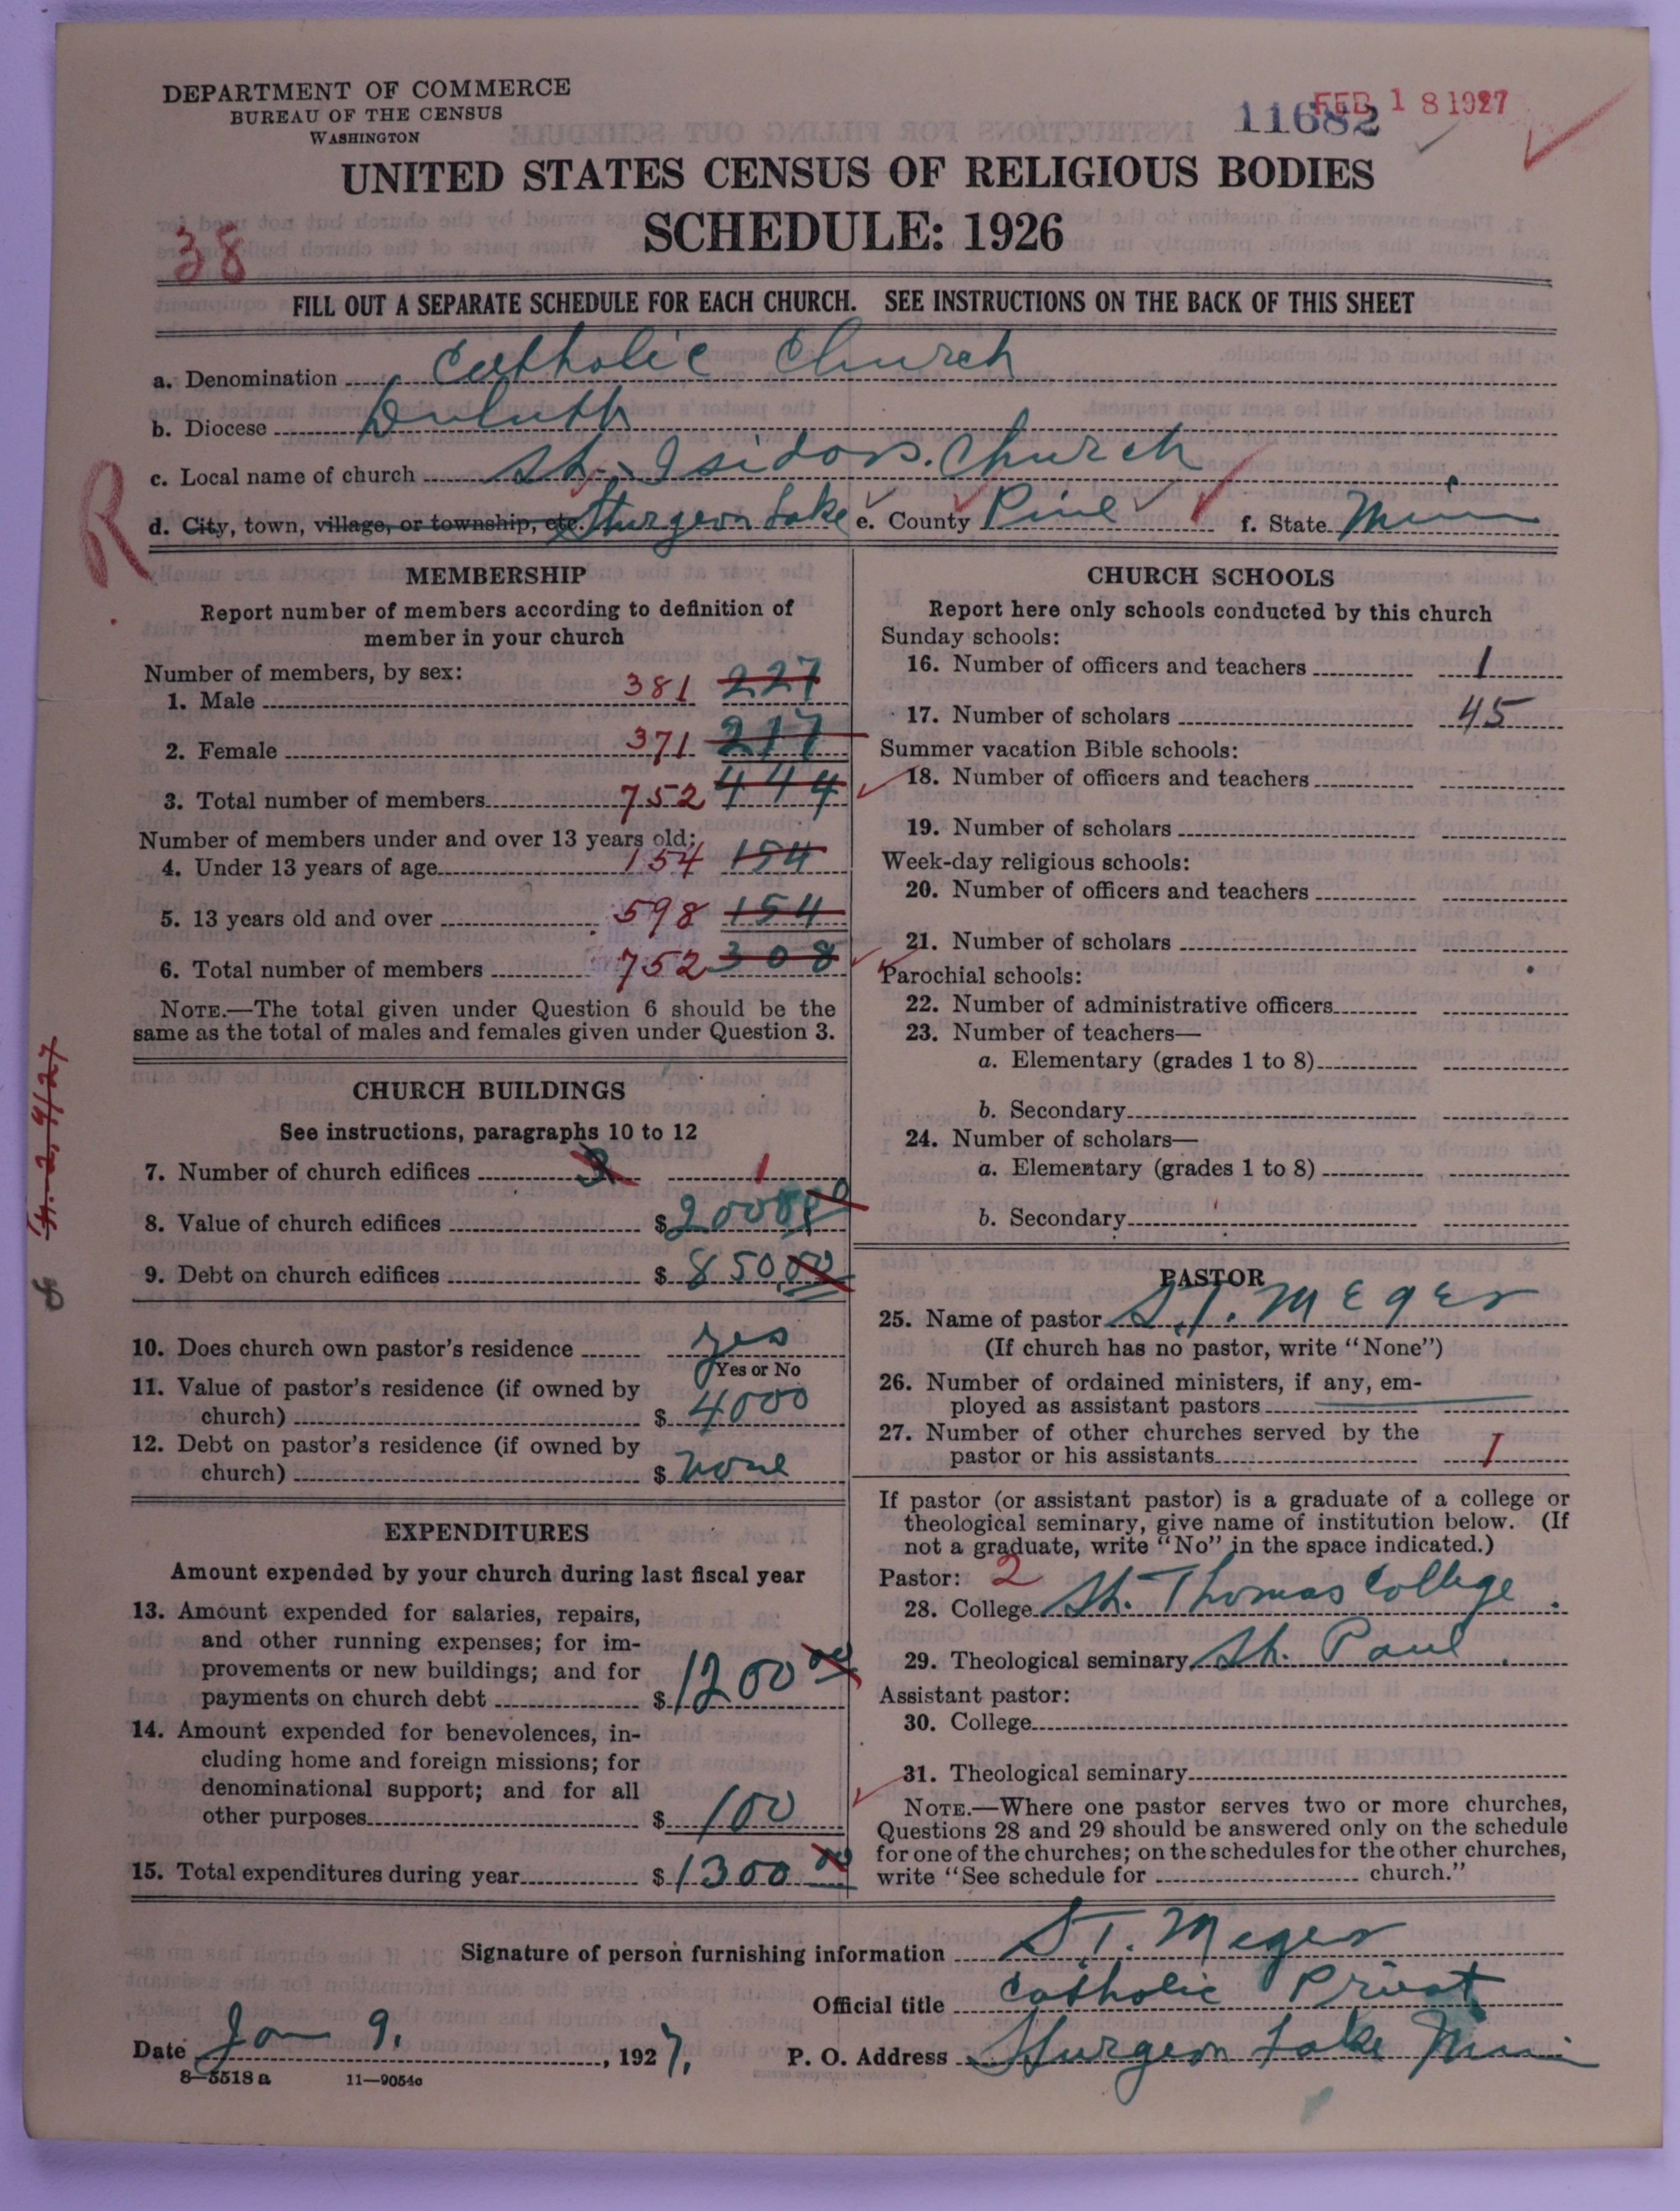 DEPARTMENT OF COMMERCE
BUREAU OF THE CENSUS
WASHINGTON
11682
FEB 18 1927
UNITED STATES CENSUS OF RELIGIOUS BODIES
SCHEDULE: 1926
38
FILL OUT A SEPARATE SCHEDULE FOR EACH CHURCH. SEE INSTRUCTIONS ON THE BACK OF THIS SHEET
a. Denomination Catholic Church
b. Diocese Duluth
c. Local name of church St. Isidors. Church
R
d. City, town, village, or township, etc. Sturgeon Lake e. County Pine f. State Minn
MEMBERSHIP
Report number of members according to definition of
member in your church
Number of members, by sex:
1. Male 381 227
2. Female 371 217
3. Total number of members 752 444
Number of members under and over 13 years old:
4. Under 13 years of age 154 154
5. 13 years old and over 598 154
6. Total number of members 752 308
NOTE.—The total given under Question 6 should be the
same as the total of males and females given under Question 3.
CHURCH BUILDINGS
See instructions, paragraphs 10 to 12
7. Number of church edifices 1
8. Value of church edifices $
9. Debt on church edifices $ 850.00
10. Does church own pastor's residence yes
Yes or No
11. Value of pastor's residence (if owned by
church) $ 4000
12. Debt on pastor's residence (if owned by
church) $ none
EXPENDITURES
Amount expended by your church during last fiscal year
13. Amount expended for salaries, repairs,
and other running expenses; for im-
provements or new buildings; and for
payments on church debt $ 1200 00
14. Amount expended for benevolences, in-
cluding home and foreign missions; for
denominational support; and for all
other purposes $ 100
15. Total expenditures during year $ 1300 00
CHURCH SCHOOLS
Report here only schools conducted by this church
Sunday schools:
16. Number of officers and teachers 1
17. Number of scholars 45
Summer vacation Bible schools:
18. Number of officers and teachers
19. Number of scholars
Week-day religious schools:
20. Number of officers and teachers
21. Number of scholars
Parochial schools:
22. Number of administrative officers
23. Number of teachers—
a. Elementary (grades 1 to 8)
b. Secondary
24. Number of scholars—
a. Elementary (grades 1 to 8)
b. Secondary
PASTOR
25. Name of pastor S. T. Meger
(If church has no pastor, write "None")
26. Number of ordained ministers, if any, em-
ployed as assistant pastors
27. Number of other churches served by the
pastor or his assistants 1
If pastor (or assistant pastor) is a graduate of a college or
theological seminary, give name of institution below. (If
not a graduate, write "No" in the space indicated.)
Pastor: 2
28. College St. Thomas College
29. Theological seminary St. Paul
Assistant pastor:
30. College
31. Theological seminary
NOTE.—Where one pastor serves two or more churches,
Questions 28 and 29 should be answered only on the schedule
for one of the churches; on the schedules for the other churches,
write "See schedule for church."
Signature of person furnishing information S. T. Meger
Official title Catholic Priest
Date Jan 9, 1927, P. O. Address Sturgeon Lake Minn
8-5518a 11—9054c